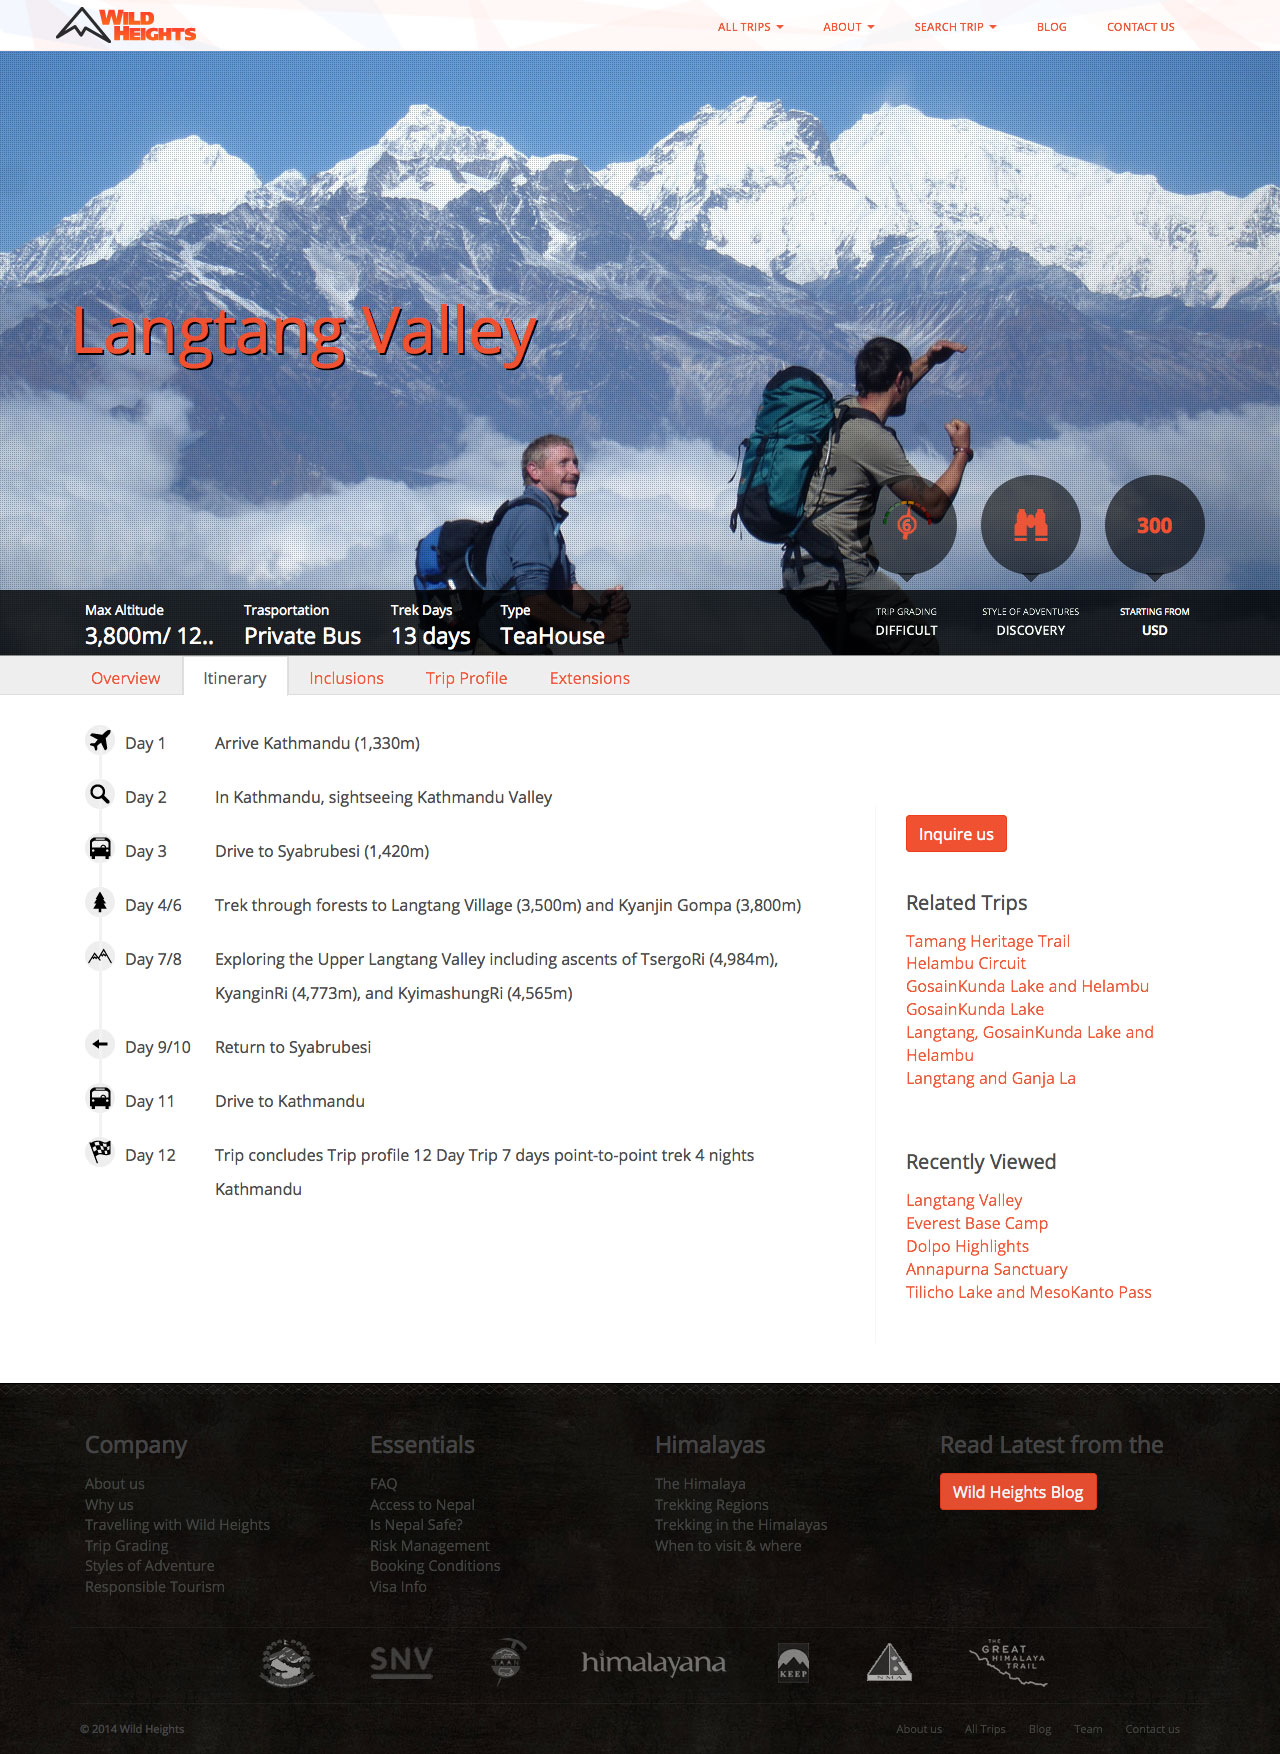 WILD
HEIGHTS
ALL TRIPS
ABOUT
SEARCH TRIP
BLOG
CONTACT US
Langtang Valley
6
300
Max Altitude
3,800m/ 12..
Trasportation
Private Bus
Trek Days
13 days
Type
TeaHouse
TRIP GRADING
DIFFICULT
STYLE OF ADVENTURES
DISCOVERY
STARTING FROM
USD
Overview
Itinerary
Inclusions
Trip Profile
Extensions
Day 1 Arrive Kathmandu (1,330m)
Day 2 In Kathmandu, sightseeing Kathmandu Valley
Day 3 Drive to Syabrubesi (1,420m)
Day 4/6 Trek through forests to Langtang Village (3,500m) and Kyanjin Gompa (3,800m)
Day 7/8 Exploring the Upper Langtang Valley including ascents of TsergoRi (4,984m),
KyanginRi (4,773m), and KyimashungRi (4,565m)
Day 9/10 Return to Syabrubesi
Day 11 Drive to Kathmandu
Day 12 Trip concludes Trip profile 12 Day Trip 7 days point-to-point trek 4 nights
Kathmandu
Inquire us
Related Trips
Tamang Heritage Trail
Helambu Circuit
GosainKunda Lake and Helambu
GosainKunda Lake
Langtang, GosainKunda Lake and
Helambu
Langtang and Ganja La
Recently Viewed
Langtang Valley
Everest Base Camp
Dolpo Highlights
Annapurna Sanctuary
Tilicho Lake and MesoKanto Pass
Company
About us
Why us
Travelling with Wild Heights
Trip Grading
Styles of Adventure
Responsible Tourism
Essentials
FAQ
Access to Nepal
Is Nepal Safe?
Risk Management
Booking Conditions
Visa Info
Himalayas
The Himalaya
Trekking Regions
Trekking in the Himalayas
When to visit & where
Read Latest from the
Wild Heights Blog
SNV
TAAN
himalayana
KEEP
NMA
THE
GREAT
HIMALAYA
TRAIL
© 2014 Wild Heights
About us
All Trips
Blog
Team
Contact us